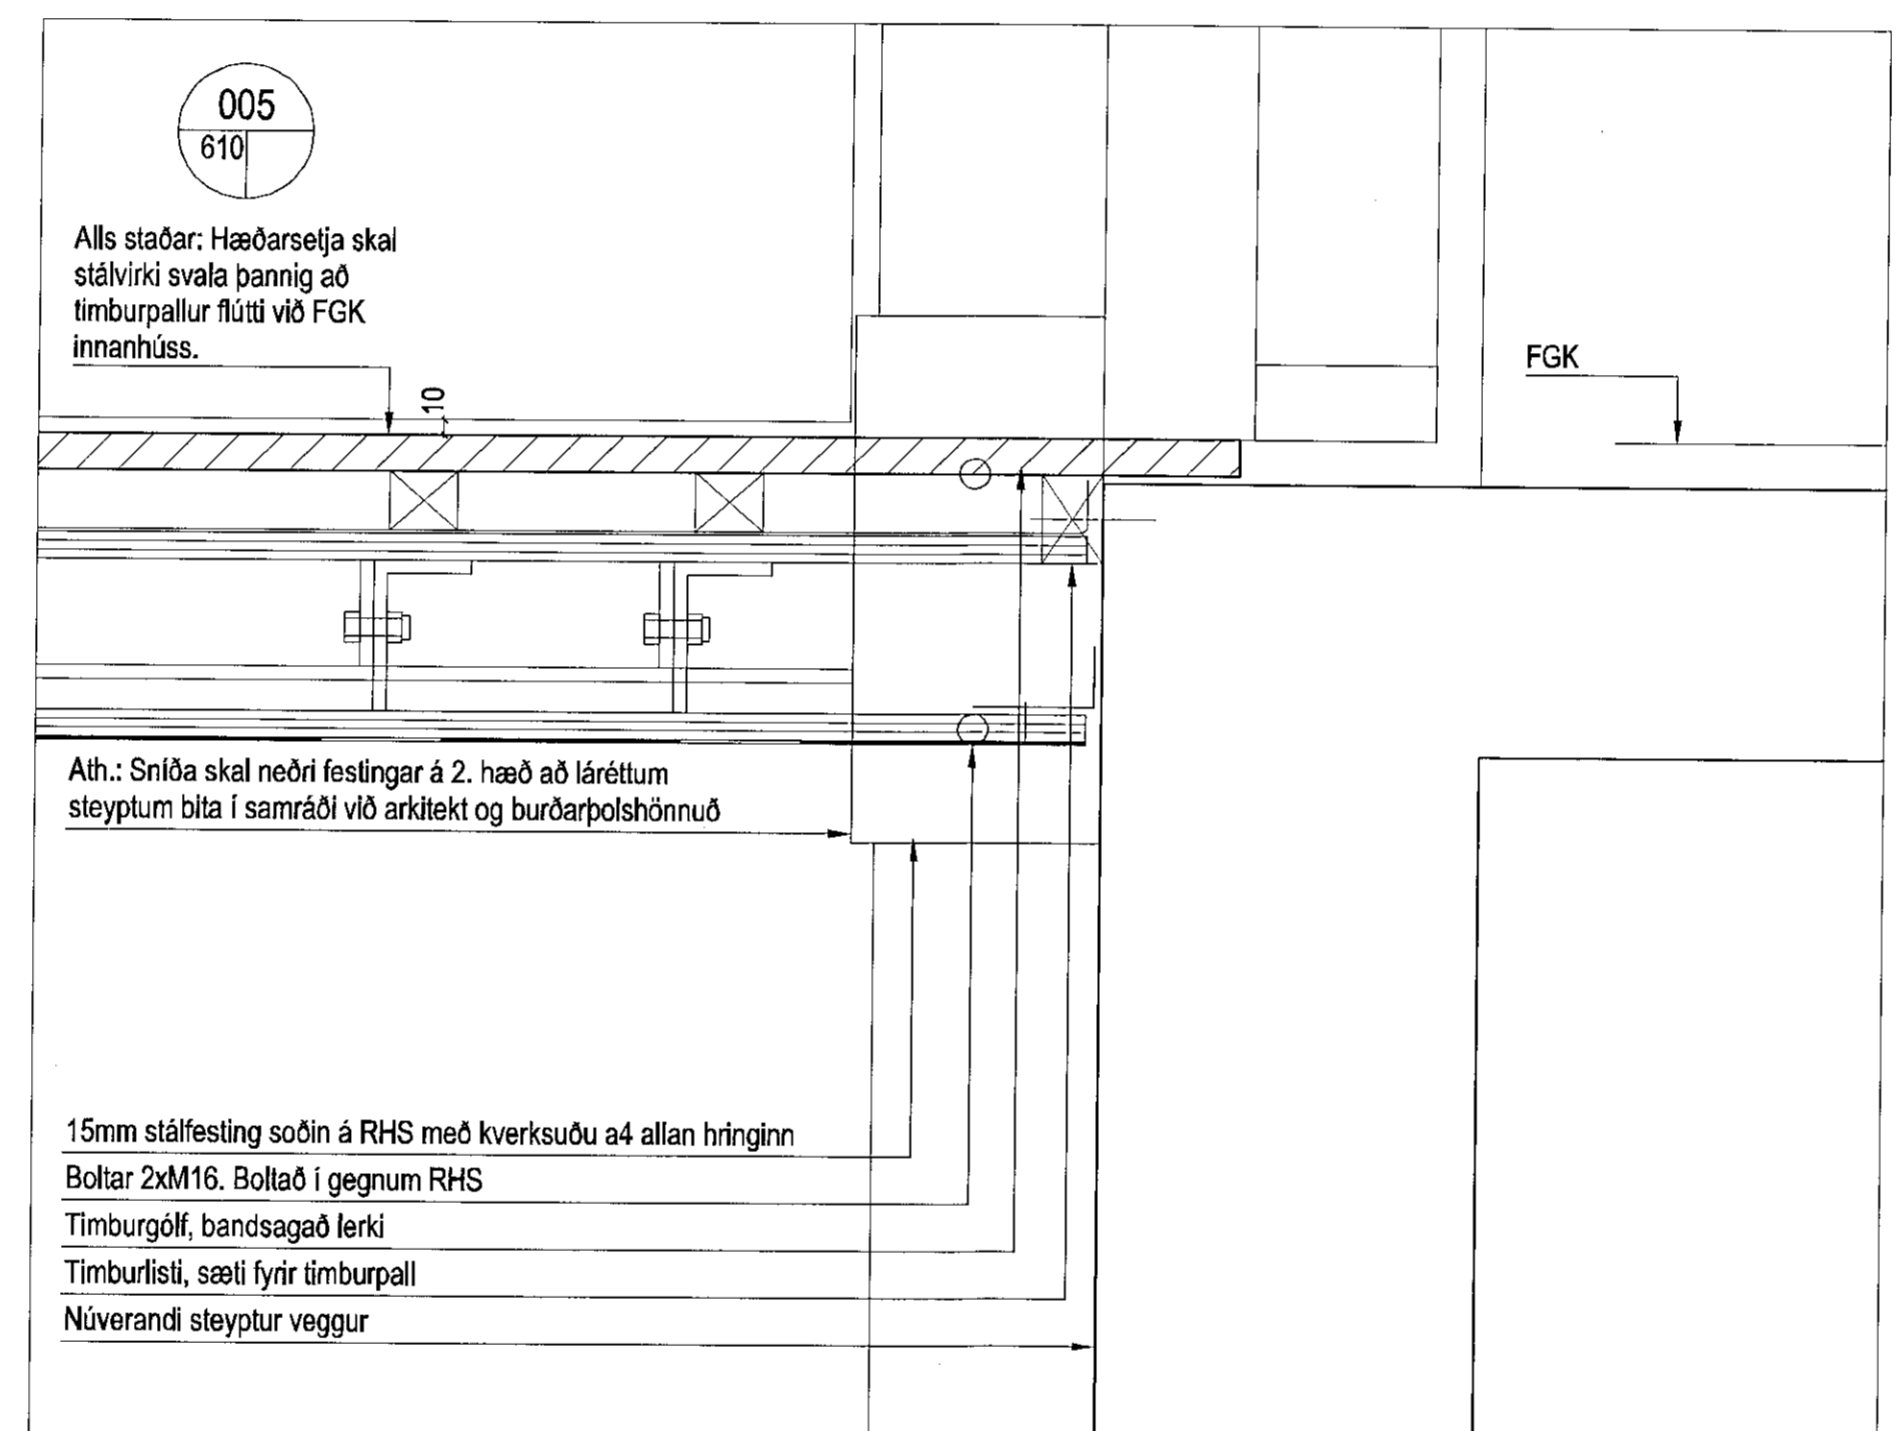 005
610
Alls staðar: Hæðarsetja skal
stálvirki svala þannig að
timburpallur flútti við FGK
innanhúss.
10
FGK
Ath.: Sníða skal neðri festingar á 2. hæð að láréttum
steyptum bita í samráði við arkitekt og burðarþolshönnuð
15mm stálfesting soðin á RHS með kverksuðu a4 allan hringinn
Boltar 2xM16. Boltað í gegnum RHS
Timburgólf, bandsagað lerki
Timburlisti, sæti fyrir timburpall
Núverandi steyptur veggur